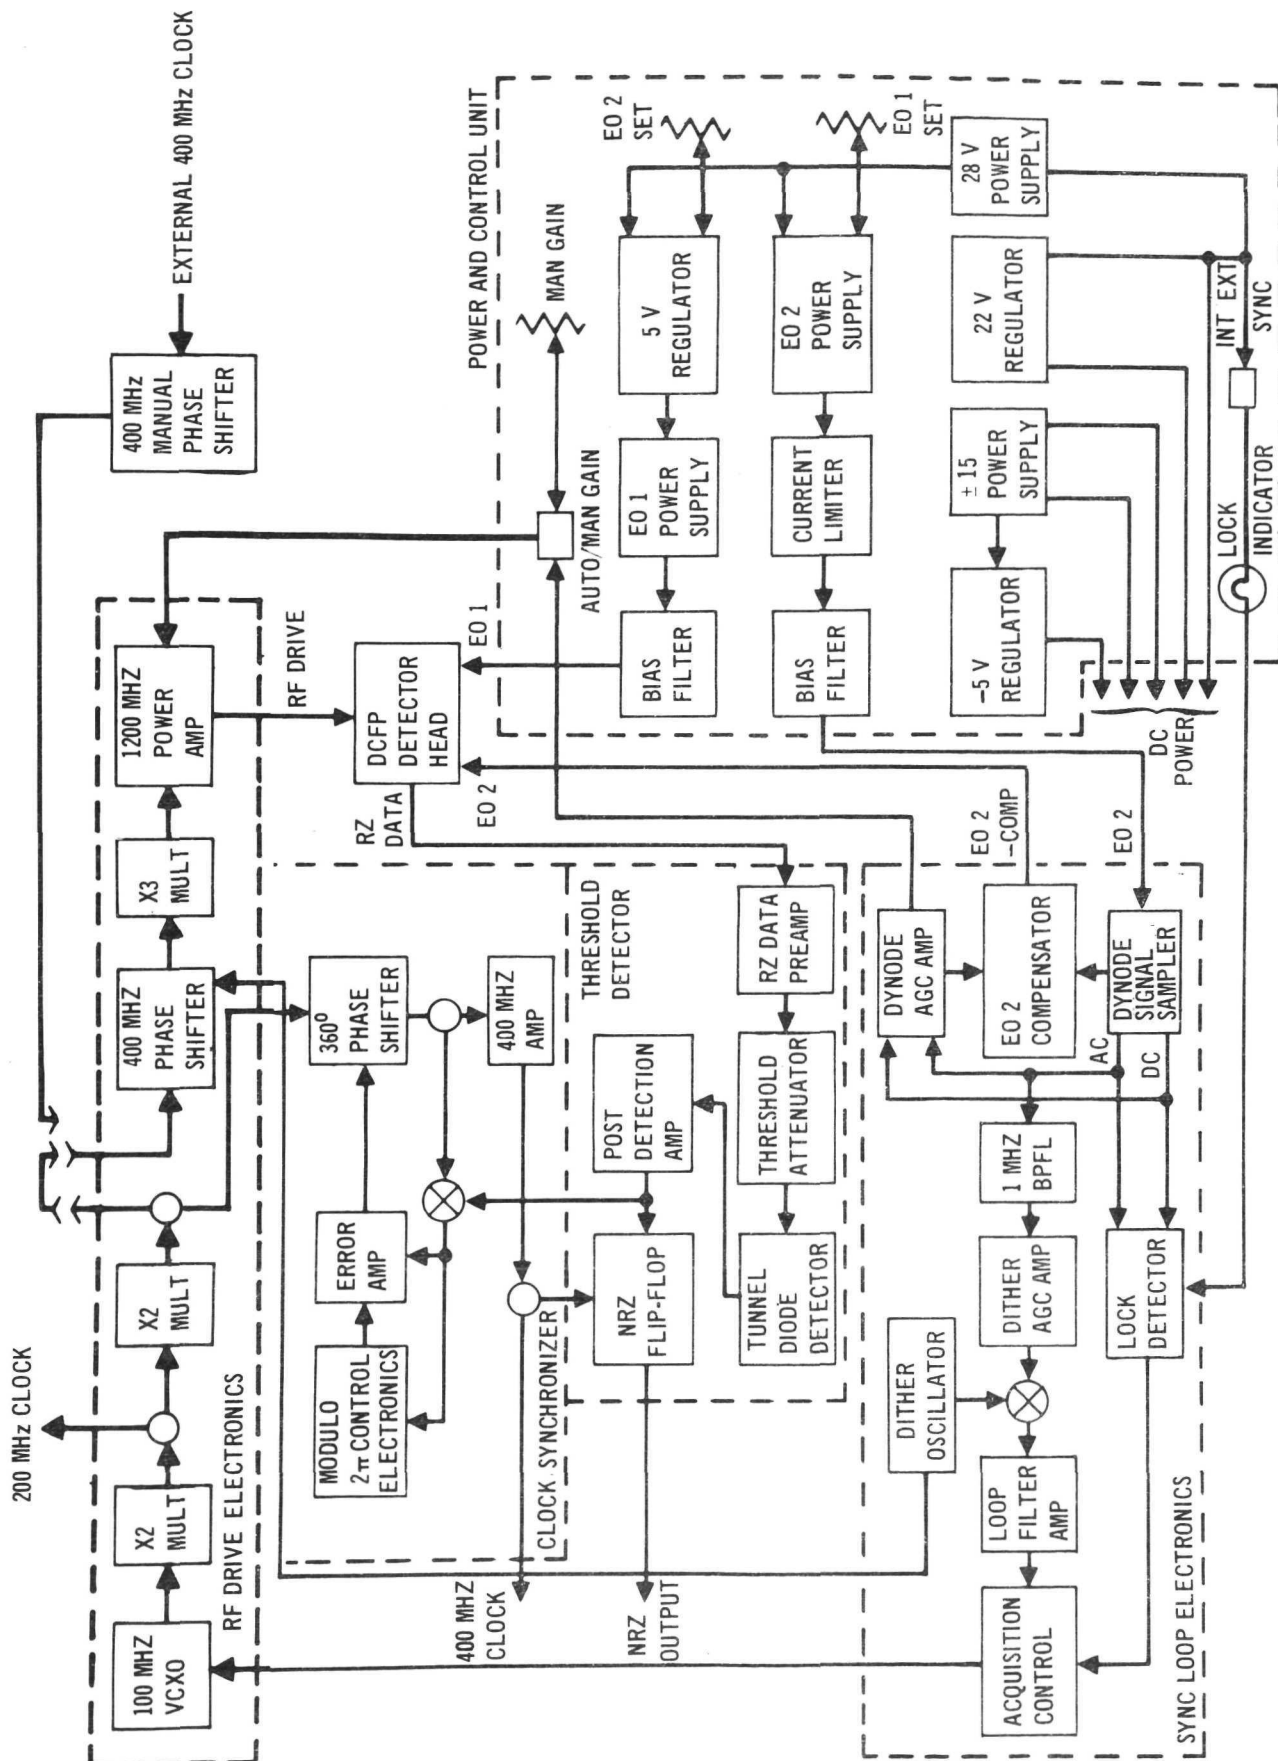 200 MHz CLOCK
EXTERNAL 400 MHz CLOCK
400 MHz
MANUAL
PHASE
SHIFTER
100 MHZ
VCXO
X2
MULT
X2
MULT
400 MHZ
PHASE
SHIFTER
X3
MULT
1200 MHZ
POWER
AMP
RF DRIVE ELECTRONICS
RF DRIVE
POWER AND CONTROL UNIT
MAN GAIN
AUTO/MAN GAIN
EO 2
SET
EO 1
SET
DCFP
DETECTOR
HEAD
RZ
DATA
EO 2
EO 1
MODULO
2π CONTROL
ELECTRONICS
ERROR
AMP
360° 
PHASE
SHIFTER
400 MHZ
AMP
CLOCK SYNCHRONIZER
400 MHZ
CLOCK
THRESHOLD
DETECTOR
NRZ
FLIP-FLOP
POST
DETECTION
AMP
RZ DATA
PREAMP
THRESHOLD
ATTENUATOR
TUNNEL
DIODE
DETECTOR
NRZ
OUTPUT
BIAS
FILTER
EO 1
POWER
SUPPLY
5 V
REGULATOR
BIAS
FILTER
CURRENT
LIMITER
EO 2
POWER
SUPPLY
-5 V
REGULATOR
± 15
POWER
SUPPLY
22 V
REGULATOR
28 V
POWER
SUPPLY
DC
POWER
LOCK
INDICATOR
INT EXT
SYNC
DITHER
OSCILLATOR
DYNODE
AGC AMP
EO 2
COMPENSATOR
DYNODE
SIGNAL
SAMPLER
EO 2
-COMP
EO 2
AC
DC
ACQUISITION
CONTROL
LOOP
FILTER
AMP
DITHER
AGC AMP
1 MHZ
BPFL
LOCK
DETECTOR
SYNC LOOP ELECTRONICS